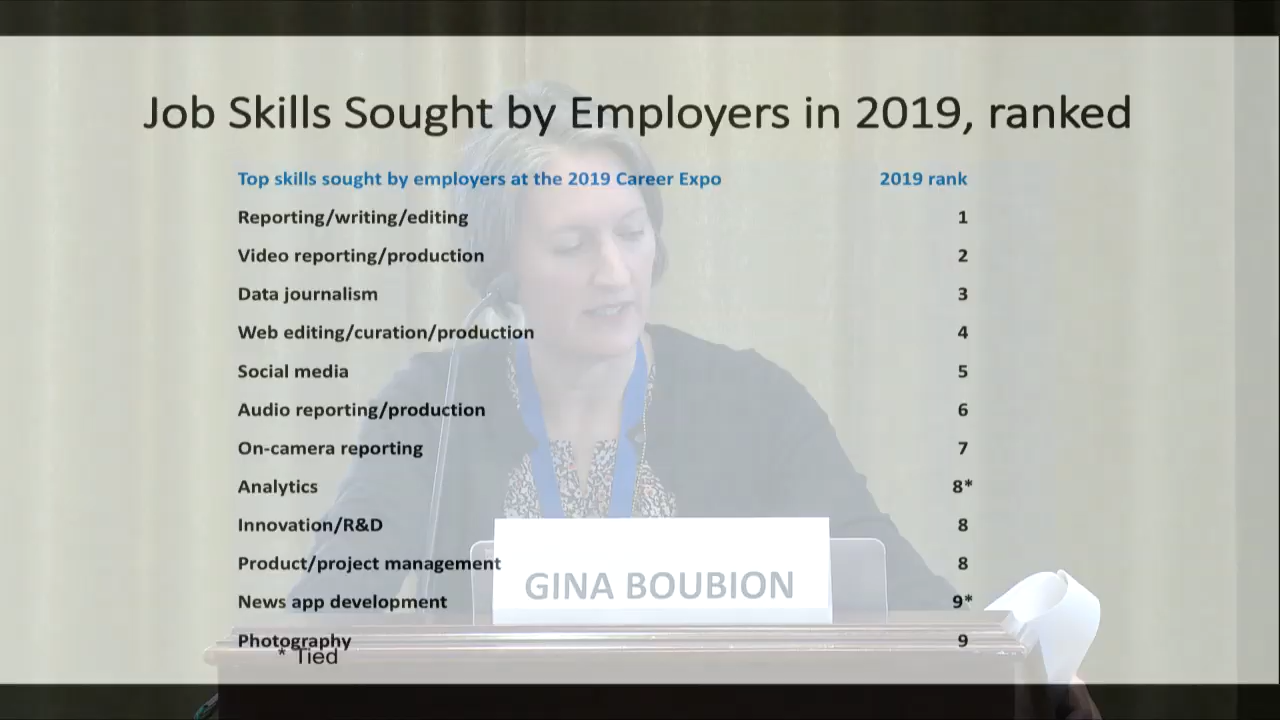 Job Skills Sought by Employers in 2019, ranked
Top skills sought by employers at the 2019 Career Expo 2019 rank
Reporting/writing/editing 1
Video reporting/production 2
Data journalism 3
Web editing/curation/production 4
Social media 5
Audio reporting/production 6
On-camera reporting 7
Analytics 8*
Innovation/R&D 8
Product/project management 8
GINA BOUBION
News app development 9*
Photography 9
* Tied